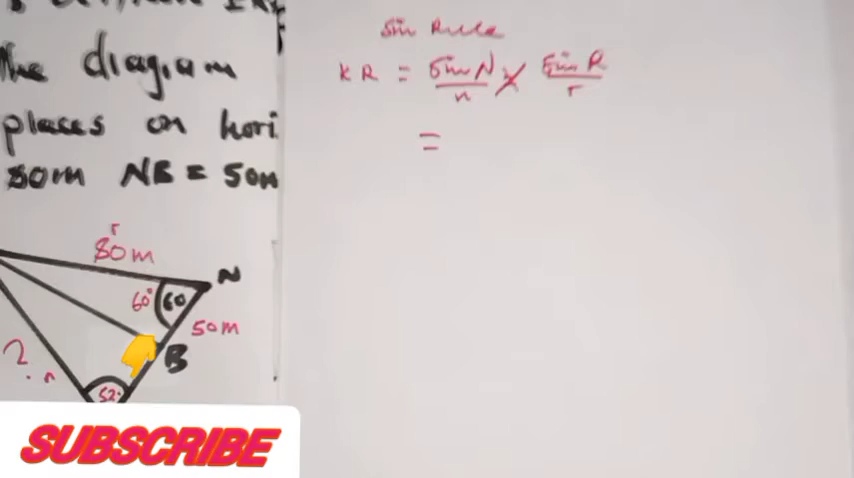 the diagram
places on hori
80m NB = 50m
r
80m
N
60°
60
50m
B
?
n
52°
Sin Rule
KR = Sin N × Sin R
n r
=
SUBSCRIBE